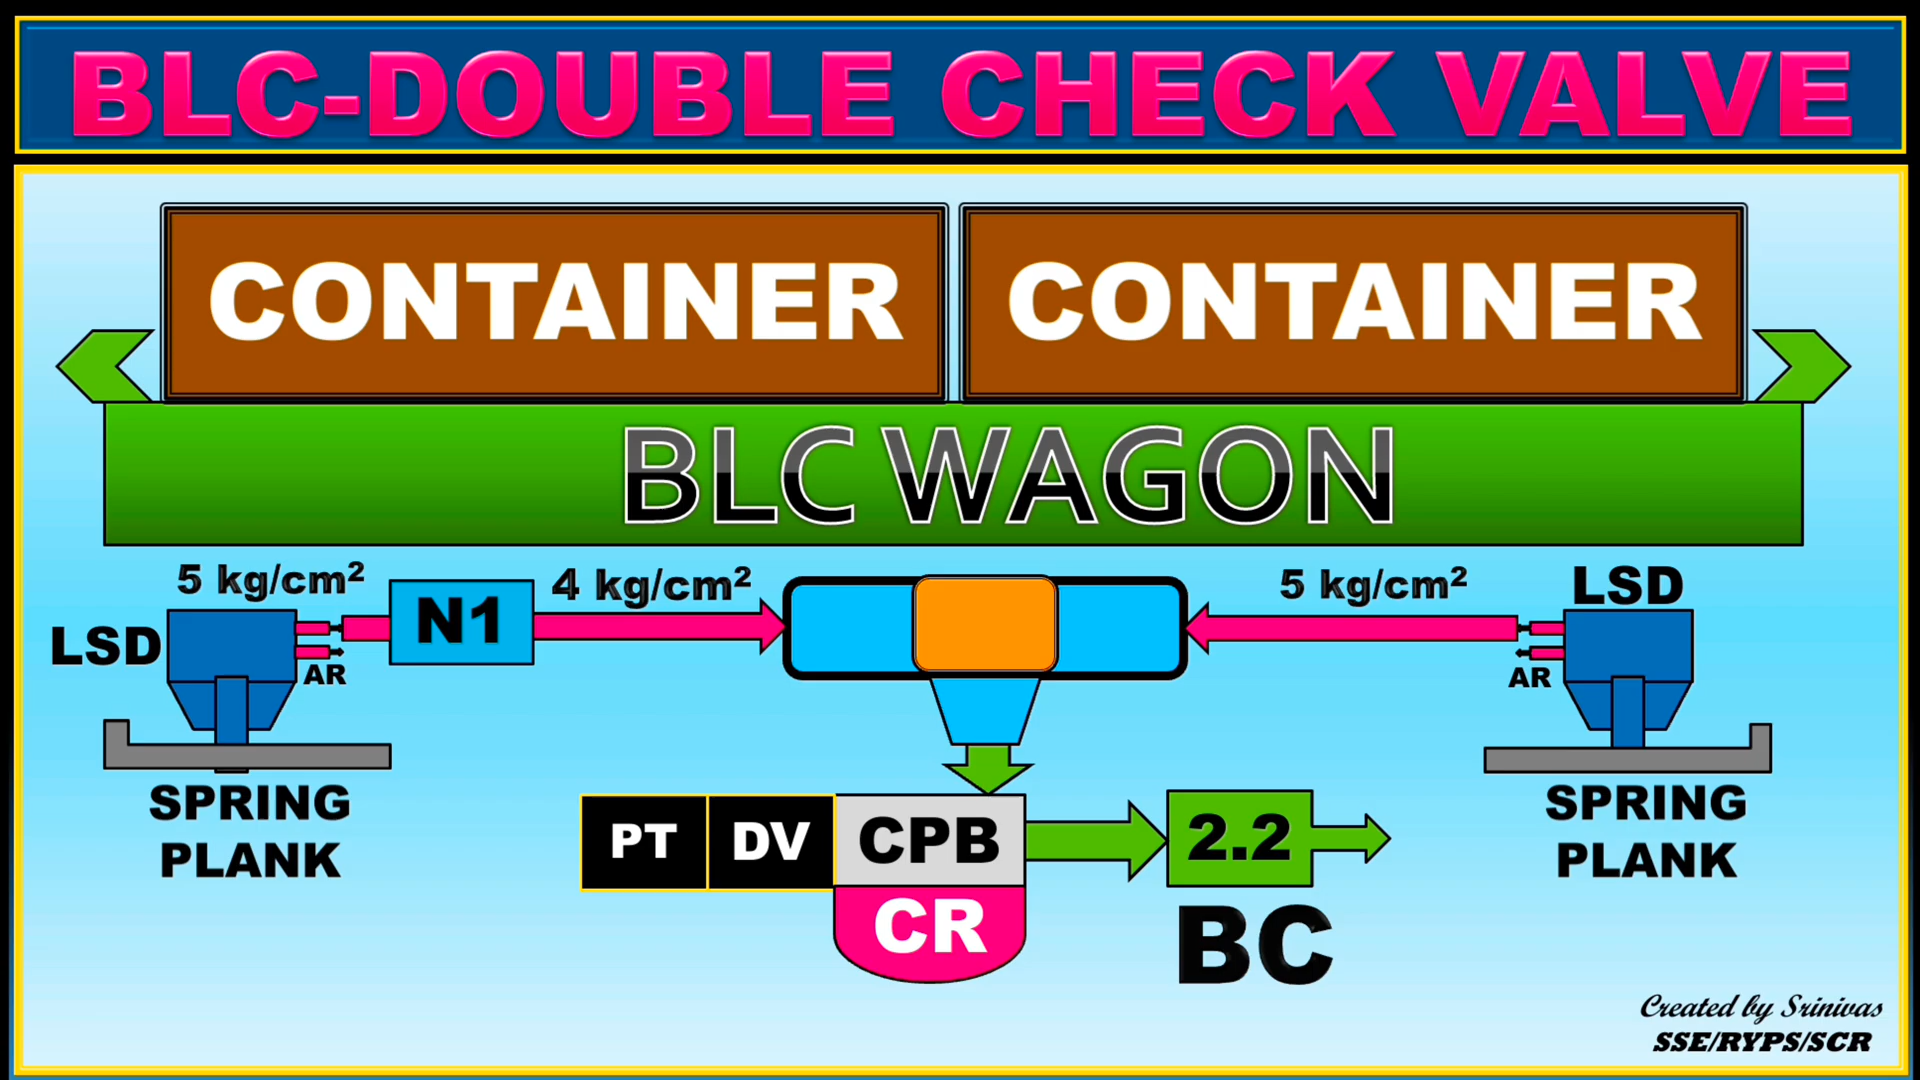 BLC-DOUBLE CHECK VALVE
CONTAINER
CONTAINER
BLC WAGON
5 kg/cm²
4 kg/cm²
5 kg/cm²
LSD
LSD
N1
AR
AR
SPRING
PLANK
SPRING
PLANK
PT
DV
CPB
2.2
CR
BC
Created by Srinivas
SSE/RYPS/SCR